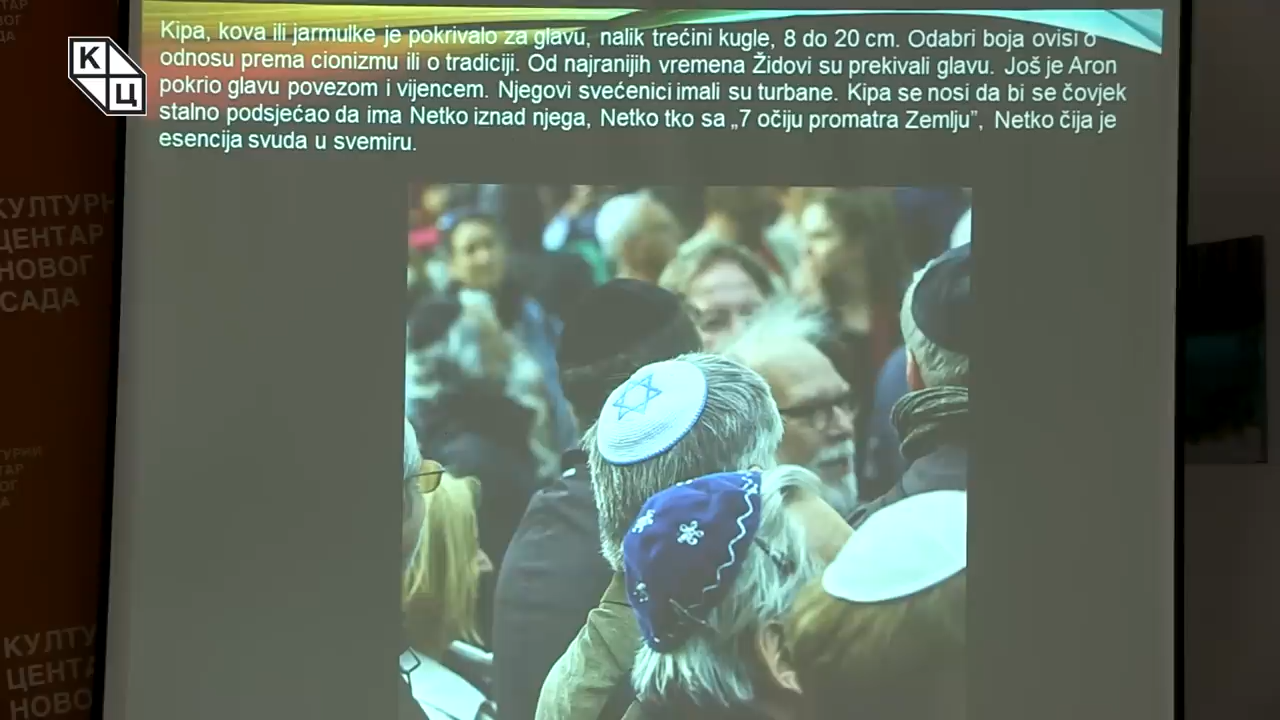 Kipa, kova ili jarmulke je pokrivalo za glavu, nalik trećini kugle, 8 do 20 cm. Odabri boja ovisi o
odnosu prema cionizmu ili o tradiciji. Od najranijih vremena Židovi su prekivali glavu. Još je Aron
pokrio glavu povezom i vijencem. Njegovi svećenici imali su turbane. Kipa se nosi da bi se čovjek
stalno podsjećao da ima Netko iznad njega, Netko tko sa „7 očiju promatra Zemlju”, Netko čija je
esencija svuda u svemiru.
К
Ц
КУЛТУРН
ЦЕНТАР
НОВОГ
САДА
КУЛТУ
ЦЕНТА
НОВО